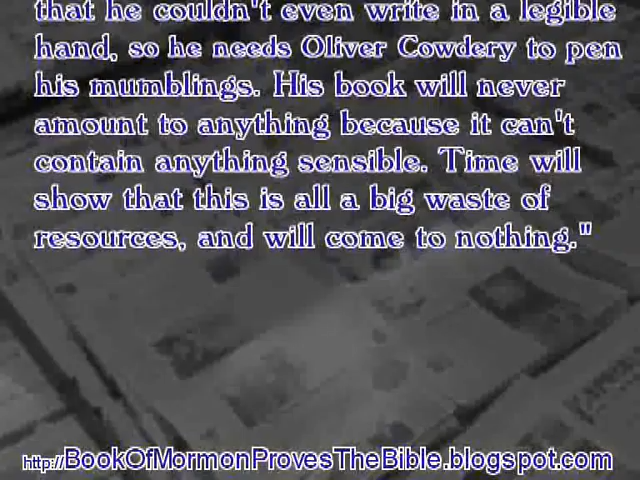 that he couldn't even write in a legible
hand, so he needs Oliver Cowdery to pen
his mumblings. His book will never
amount to anything because it can't
contain anything sensible. Time will
show that this is all a big waste of
resources, and will come to nothing."
http://BookOfMormonProvesTheBible.blogspot.com